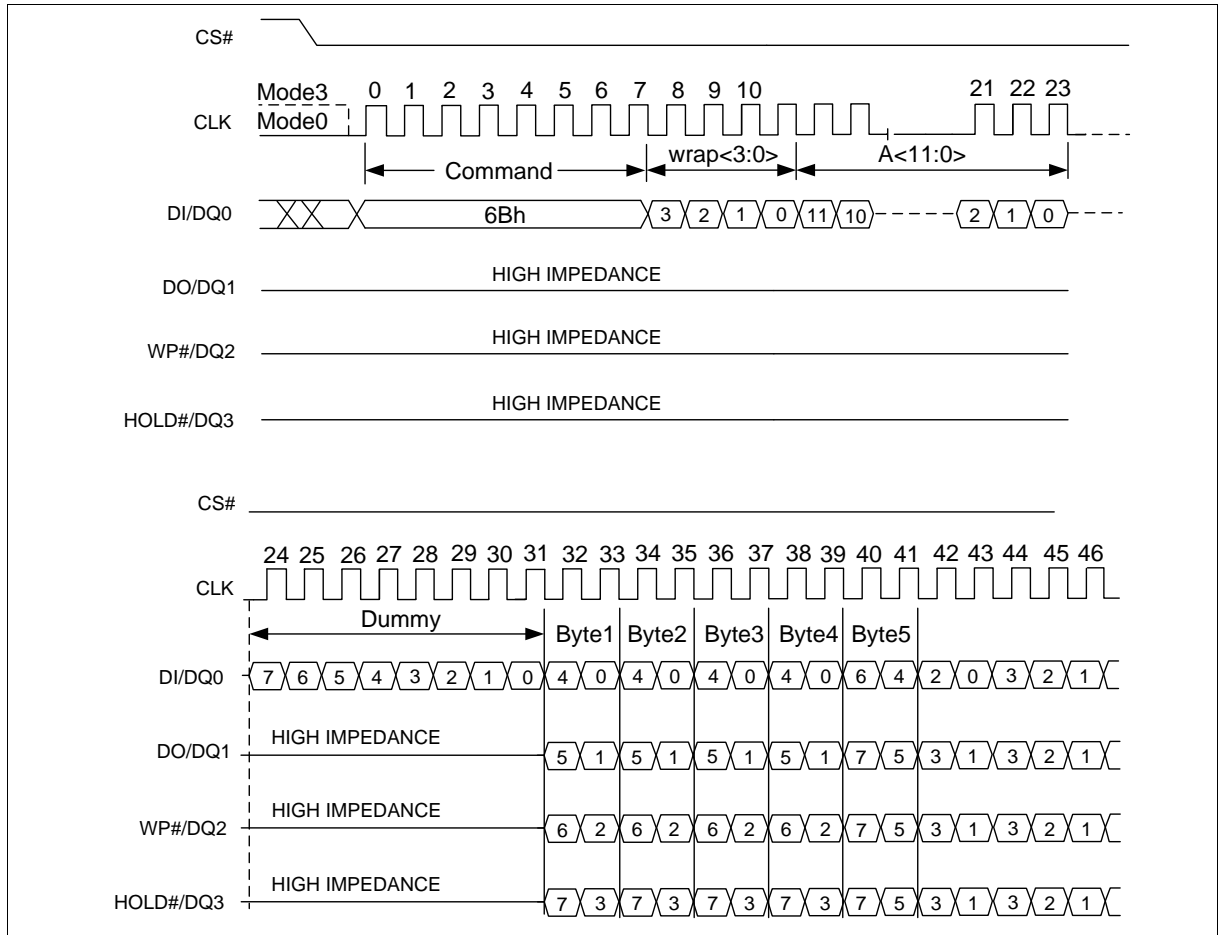 CS#
Mode3 0 1 2 3 4 5 6 7 8 9 10 21 22 23
CLK Mode0
Command wrap<3:0> A<11:0>
DI/DQ0 6Bh 3 2 1 0 11 10 2 1 0
DO/DQ1 HIGH IMPEDANCE
WP#/DQ2 HIGH IMPEDANCE
HOLD#/DQ3 HIGH IMPEDANCE
CS#
24 25 26 27 28 29 30 31 32 33 34 35 36 37 38 39 40 41 42 43 44 45 46
CLK
Dummy Byte1 Byte2 Byte3 Byte4 Byte5
DI/DQ0 7 6 5 4 3 2 1 0 4 0 4 0 4 0 4 0 6 4 2 0 3 2 1
DO/DQ1 HIGH IMPEDANCE 5 1 5 1 5 1 5 1 7 5 3 1 3 2 1
WP#/DQ2 HIGH IMPEDANCE 6 2 6 2 6 2 6 2 7 5 3 1 3 2 1
HOLD#/DQ3 HIGH IMPEDANCE 7 3 7 3 7 3 7 3 7 5 3 1 3 2 1